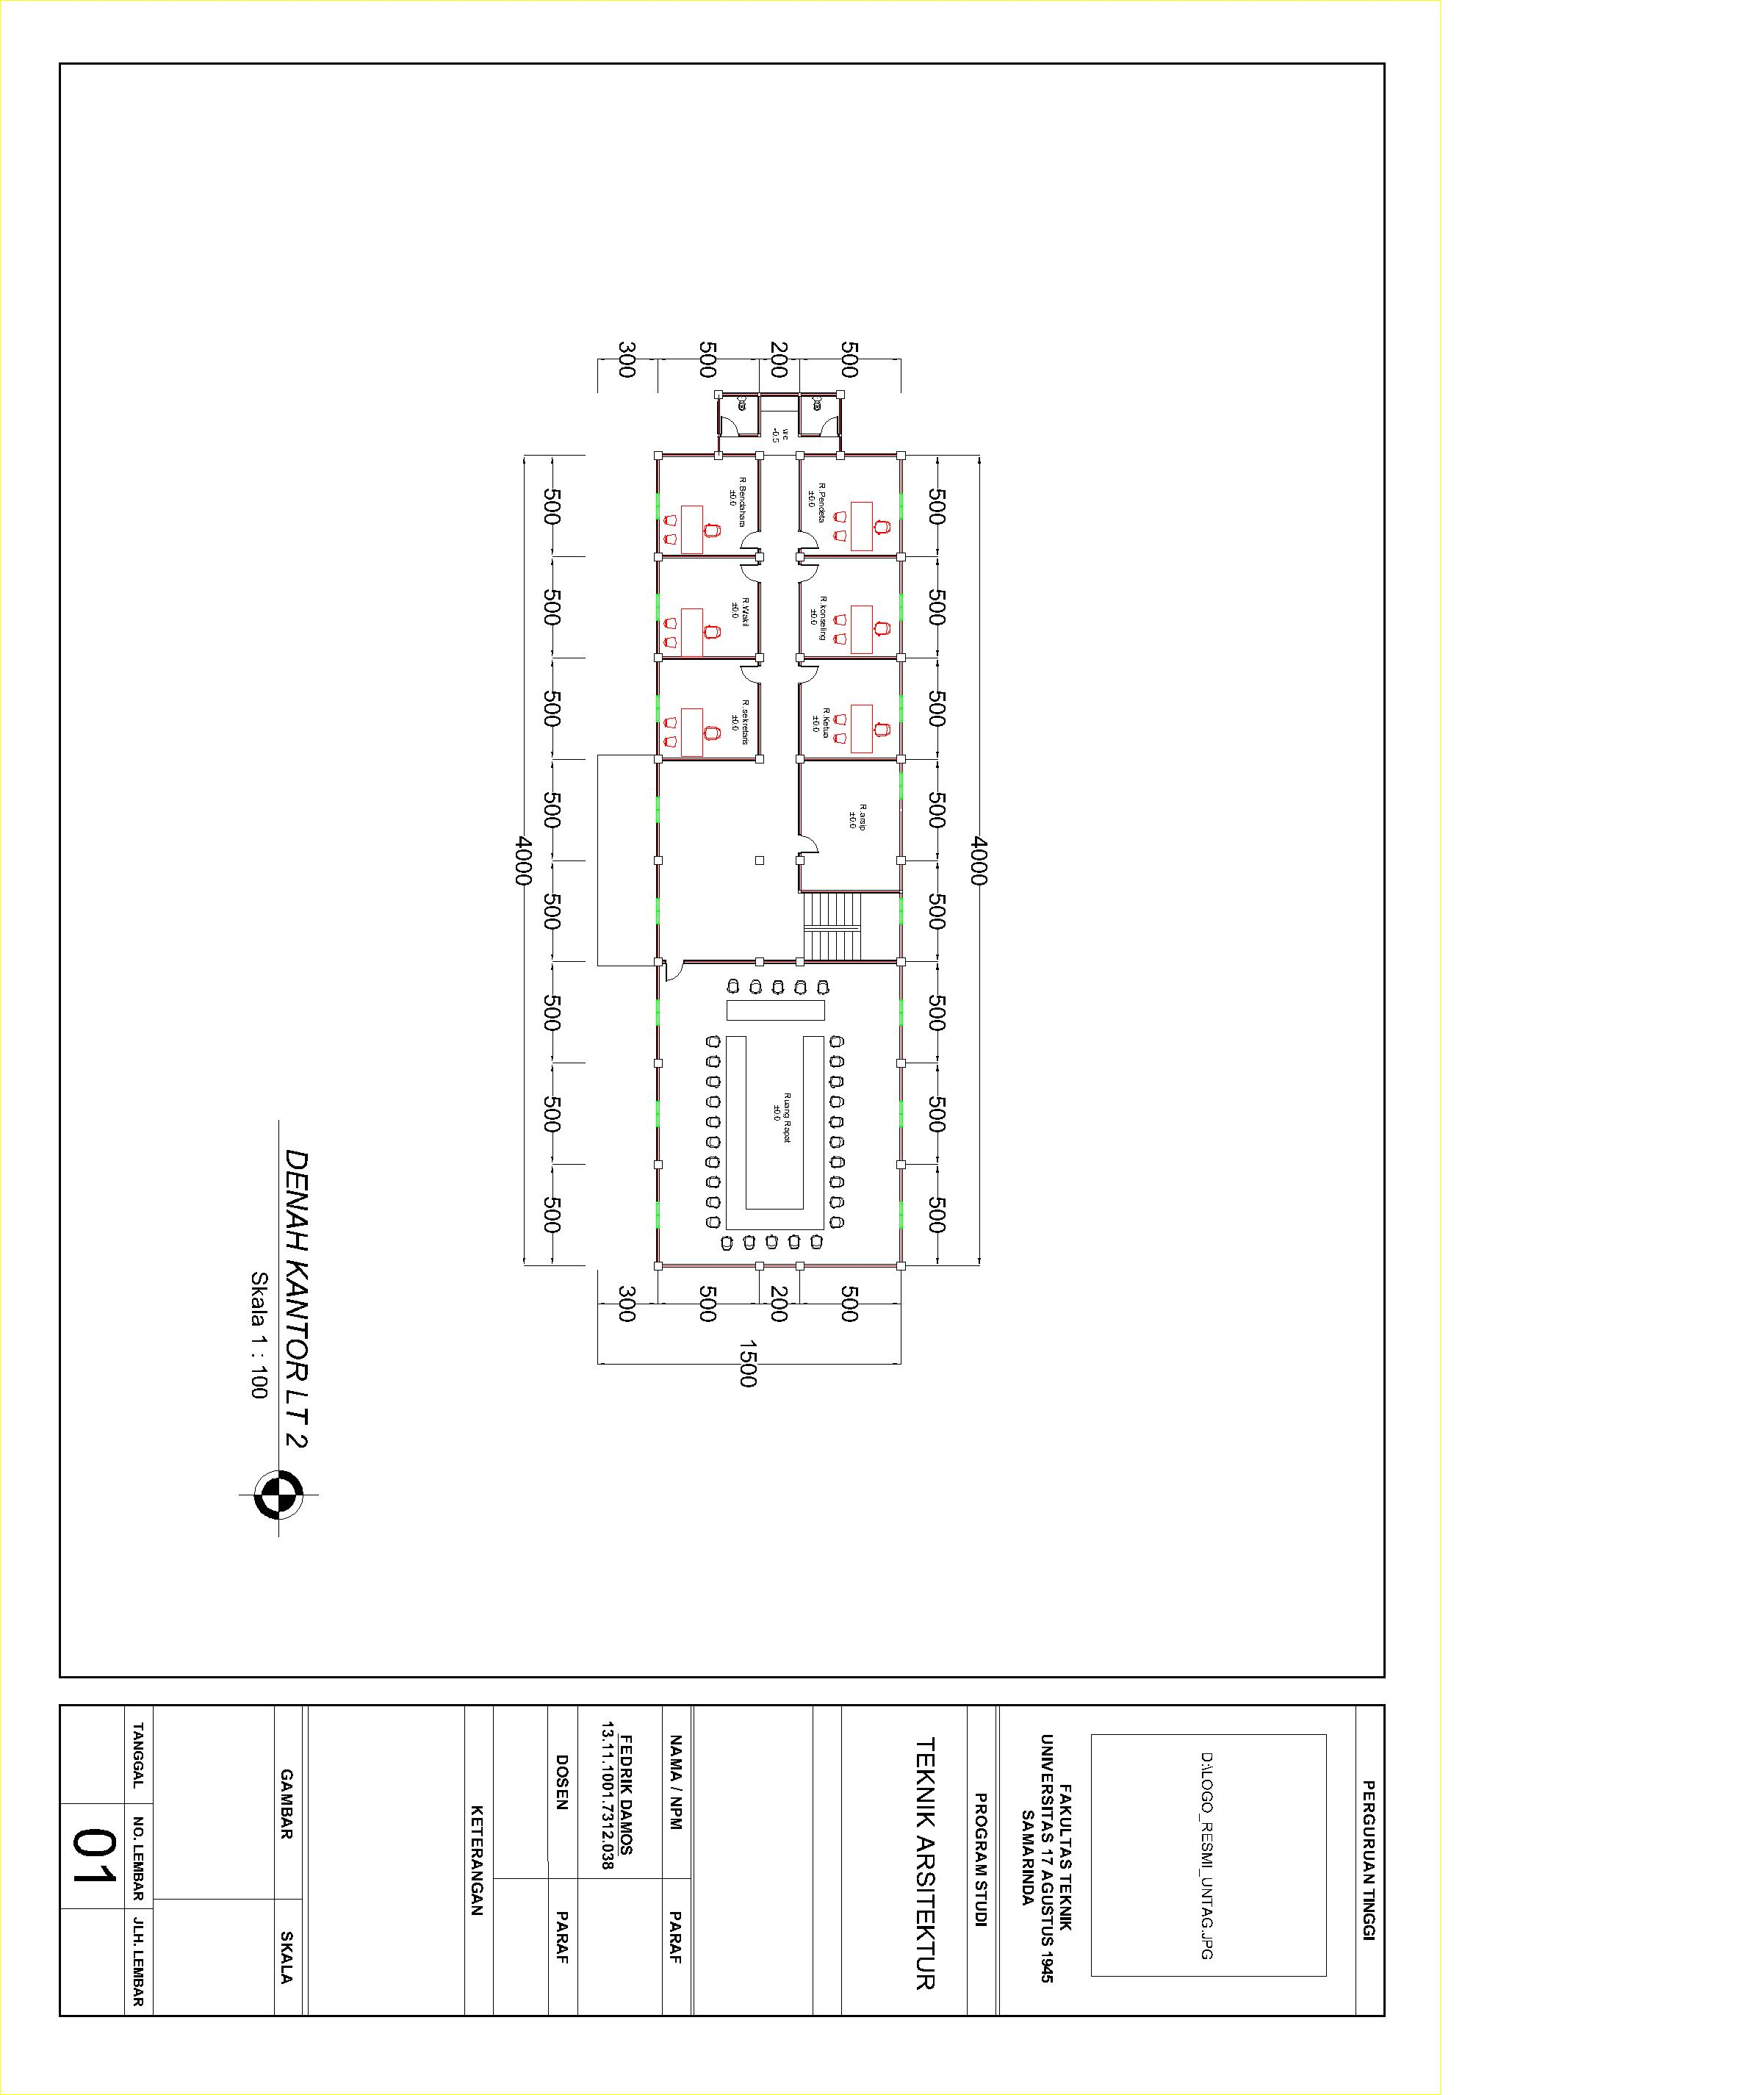 4000
500
500
500
500
500
500
500
500
500
200
500
300
wc
-0.5
R.Pendeta
±0.0
R.konseling
±0.0
R.Ketua
±0.0
R.arsip
±0.0
R.Bendahara
±0.0
R.Wakil
±0.0
R.sekretaris
±0.0
Ruang Rapat
±0.0
500
200
500
300
1500
500
500
500
500
500
500
500
500
4000
DENAH KANTOR LT 2
Skala 1 : 100
PERGURUAN TINGGI
D:\LOGO_RESMI_UNTAG.JPG
FAKULTAS TEKNIK
UNIVERSITAS 17 AGUSTUS 1945
SAMARINDA
PROGRAM STUDI
TEKNIK ARSITEKTUR
NAMA / NPM PARAF
FEDRIK DAMOS
13.11.1001.7312.038
DOSEN PARAF
KETERANGAN
GAMBAR SKALA
TANGGAL NO. LEMBAR JLH. LEMBAR
01